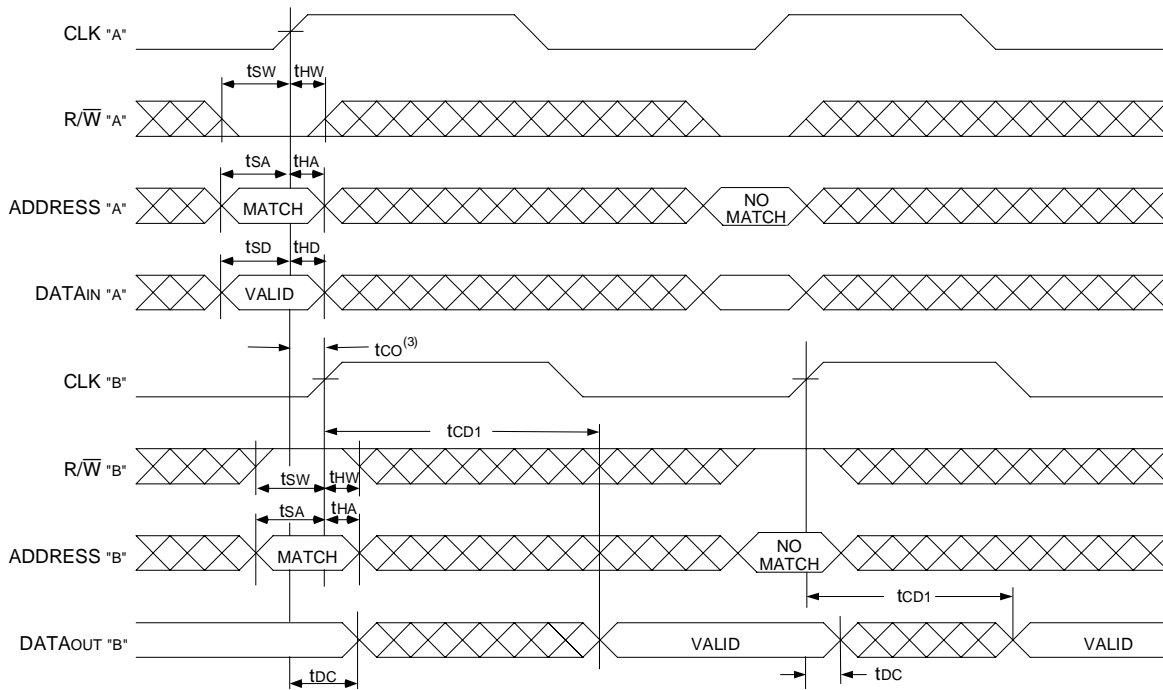 CLK "A"
tSW tHW
R/W̅ "A"
tSA tHA
ADDRESS "A" MATCH NO MATCH
tSD tHD
DATAIN "A" VALID
tCO(3)
CLK "B"
tCD1
R/W̅ "B"
tSW tHW
tSA tHA
ADDRESS "B" MATCH NO MATCH
tCD1
DATAOUT "B" VALID VALID
tDC tDC